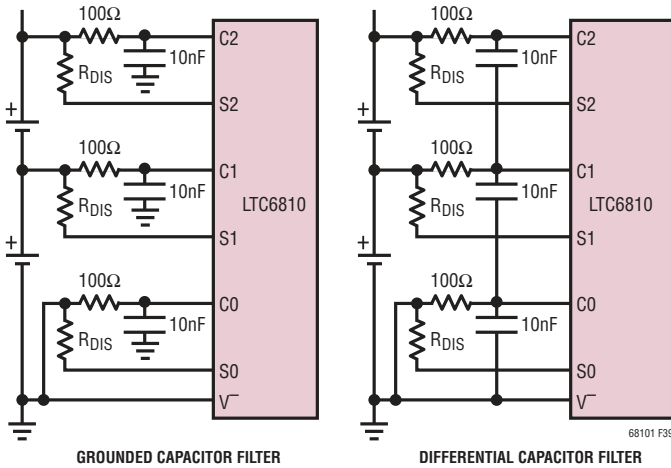 100Ω
C2
10nF
RDIS
S2
+
100Ω
C1
10nF
LTC6810
RDIS
S1
+
100Ω
C0
10nF
RDIS
S0
V–
GROUNDED CAPACITOR FILTER
100Ω
C2
10nF
RDIS
S2
+
100Ω
C1
10nF
LTC6810
RDIS
S1
+
100Ω
C0
10nF
RDIS
S0
V–
68101 F39
DIFFERENTIAL CAPACITOR FILTER